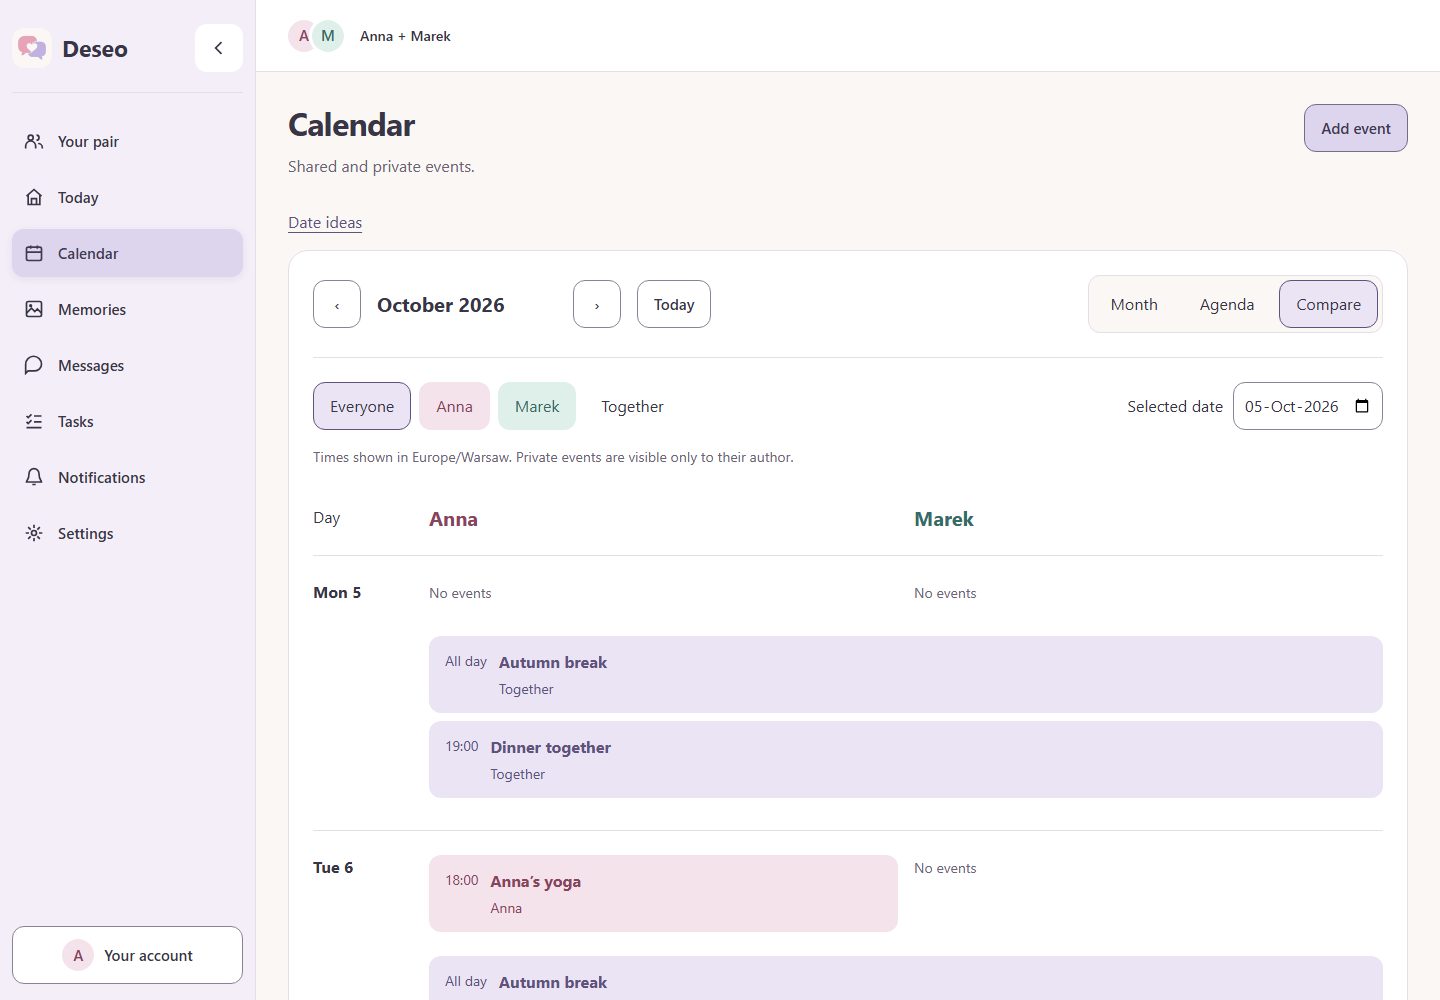 Deseo
Your pair
Today
Calendar
Memories
Messages
Tasks
Notifications
Settings
A Your account
A M Anna + Marek
Calendar
Add event
Shared and private events.
Date ideas
‹ October 2026 › Today Month Agenda Compare
Everyone Anna Marek Together Selected date 05-Oct-2026
Times shown in Europe/Warsaw. Private events are visible only to their author.
Day Anna Marek
Mon 5 No events No events
All day Autumn break
Together
19:00 Dinner together
Together
Tue 6 18:00 Anna's yoga No events
Anna
All day Autumn break